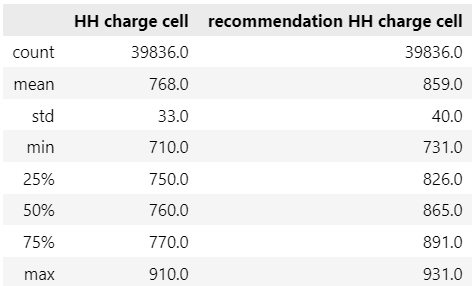 HH charge cell recommendation HH charge cell
count 39836.0 39836.0
mean 768.0 859.0
std 33.0 40.0
min 710.0 731.0
25% 750.0 826.0
50% 760.0 865.0
75% 770.0 891.0
max 910.0 931.0